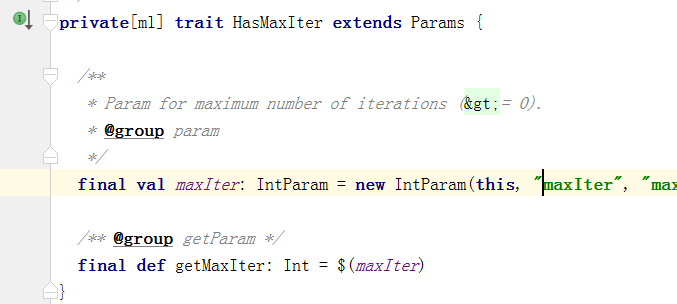 private[ml] trait HasMaxIter extends Params {
/**
* Param for maximum number of iterations (&gt;= 0).
* @group param
*/
final val maxIter: IntParam = new IntParam(this, "maxIter", "max
/** @group getParam */
final def getMaxIter: Int = $(maxIter)
}